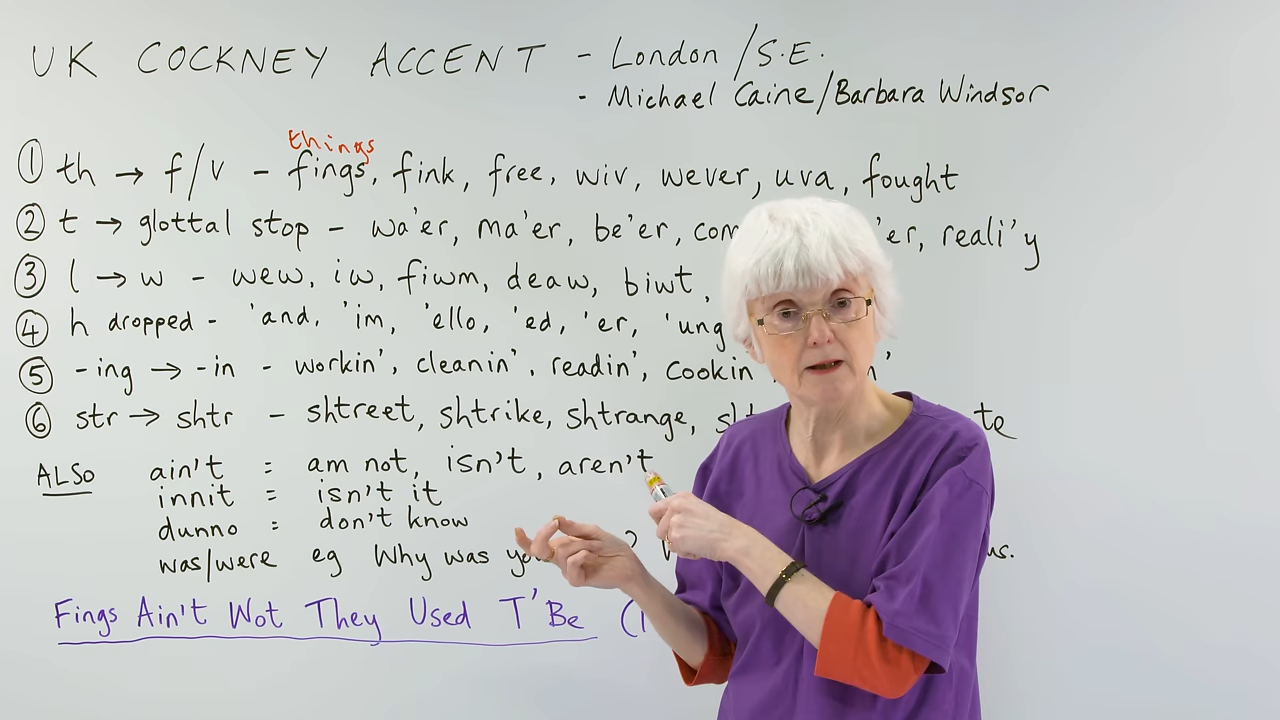 UK COCKNEY ACCENT - London/S.E.
- Michael Caine/Barbara Windsor
things
① th → f/v - fings, fink, free, wiv, wever, uva, fought
② t → glottal stop - wa'er, ma'er, be'er, 'er, reali'y
③ l → w - wew, iw, fiwm, deaw, biwt,
④ h dropped - 'and, 'im, 'ello, 'ed, 'er, 'ung
⑤ -ing → -in - workin', cleanin', readin', cookin
⑥ str → shtr - shtreet, shtrike, shtrange,
ALSO ain't = am not, isn't, aren't
innit = isn't it
dunno = don't know
was/were eg Why was ?
Fings Ain't Wot They Used T'Be